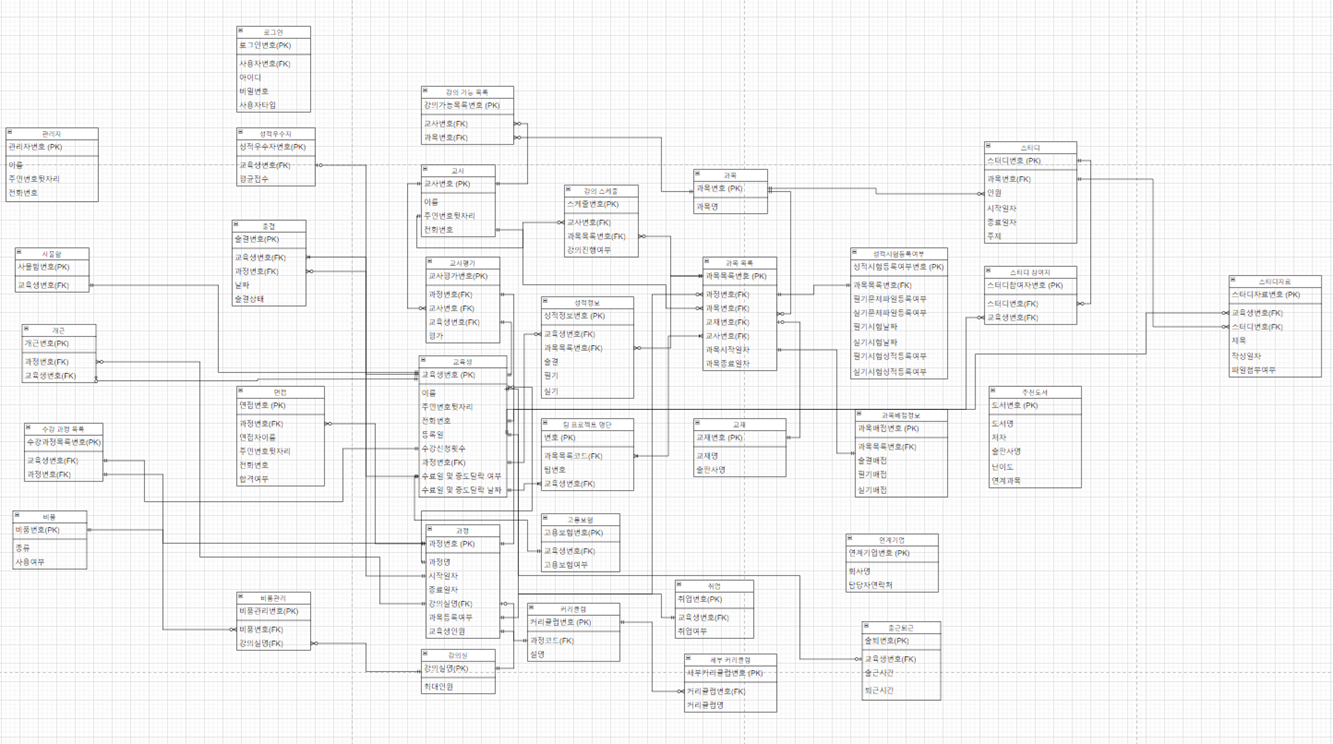 로그인
로그인번호(PK)
사용자번호(FK)
아이디
비밀번호
사용자타입
관리자
관리자번호 (PK)
이름
주민번호뒷자리
전화번호
성적우수자
성적우수자번호(PK)
교육생번호(FK)
평균점수
강의 가능 목록
강의가능목록번호 (PK)
교사번호(FK)
과목번호(FK)
교사
교사번호 (PK)
이름
주민번호뒷자리
전화번호
강의 스케줄
스케줄번호(PK)
교사번호(FK)
과목목록번호(FK)
강의진행여부
과목
과목번호 (PK)
과목명
스터디
스터디번호 (PK)
과목번호(FK)
인원
시작일자
종료일자
주제
사물함
사물함번호(PK)
교육생번호(FK)
출결
출결번호(PK)
교육생번호(FK)
과정번호(FK)
날짜
출결상태
교사평가
교사평가번호(PK)
과정번호(FK)
교사번호 (FK)
교육생번호(FK)
평가
성적정보
성적정보번호 (PK)
교육생번호(FK)
과목목록번호(FK)
출결
필기
실기
과목 목록
과목목록번호 (PK)
과정번호(FK)
과목번호(FK)
교재번호(FK)
교사번호(FK)
과목시작일자
과목종료일자
성적시험등록여부
성적시험등록여부번호 (PK)
과목목록번호(FK)
필기문제파일등록여부
실기문제파일등록여부
필기시험날짜
실기시험날짜
필기시험성적등록여부
실기시험성적등록여부
스터디 참여자
스터디참여자번호 (PK)
스터디번호(FK)
교육생번호(FK)
스터디자료
스터디자료번호 (PK)
교육생번호(FK)
스터디번호(FK)
제목
작성일자
파일첨부여부
개근
개근번호(PK)
과정번호(FK)
교육생번호(FK)
교육생
교육생번호 (PK)
이름
주민번호뒷자리
전화번호
등록일
수강신청횟수
과정번호(FK)
수료일 및 중도탈락 여부
수료일 및 중도탈락 날짜
면접
면접번호 (PK)
과정번호(FK)
면접자이름
주민번호뒷자리
전화번호
합격여부
수강 과정 목록
수강과정목록번호(PK)
교육생번호(FK)
과정번호(FK)
팀 프로젝트 명단
번호 (PK)
과목목록코드(FK)
팀번호
교육생번호(FK)
교재
교재번호 (PK)
교재명
출판사명
과목배점정보
과목배점번호 (PK)
과목목록번호(FK)
출결배점
필기배점
실기배점
추천도서
도서번호 (PK)
도서명
저자
출판사명
난이도
연계과목
비품
비품번호(PK)
종류
사용여부
과정
과정번호 (PK)
과정명
시작일자
종료일자
강의실명(FK)
과목등록여부
교육생인원
고용보험
고용보험번호(PK)
교육생번호(FK)
고용보험여부
연계기업
연계기업번호 (PK)
회사명
담당자연락처
비품관리
비품관리번호(PK)
비품번호(FK)
강의실명(FK)
커리큘럼
커리큘럼번호 (PK)
과정코드(FK)
설명
취업
취업번호(PK)
교육생번호(FK)
취업여부
강의실
강의실명(PK)
최대인원
세부 커리큘럼
세부커리큘럼번호 (PK)
커리큘럼번호(FK)
커리큘럼명
출근퇴근
출퇴번호(PK)
교육생번호(FK)
출근시간
퇴근시간